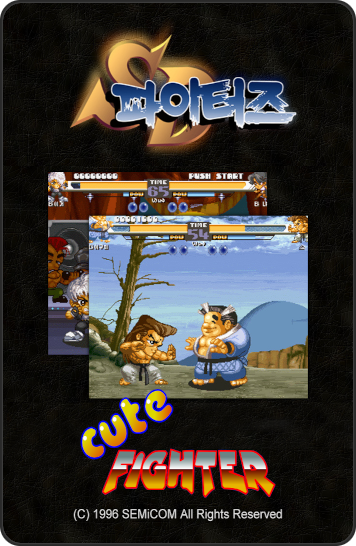 SD
파이터즈
00000000 PUSH START
TIME
65
POW POW
TIME
54
POW POW
cute
FIGHTER
(C) 1996 SEMiCOM All Rights Reserved